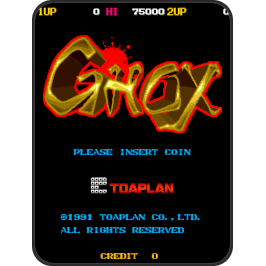 1UP 0 HI 75000 2UP 0
GHOX
PLEASE INSERT COIN
TOAPLAN
©1991 TOAPLAN CO.,LTD.
ALL RIGHTS RESERVED
CREDIT 0